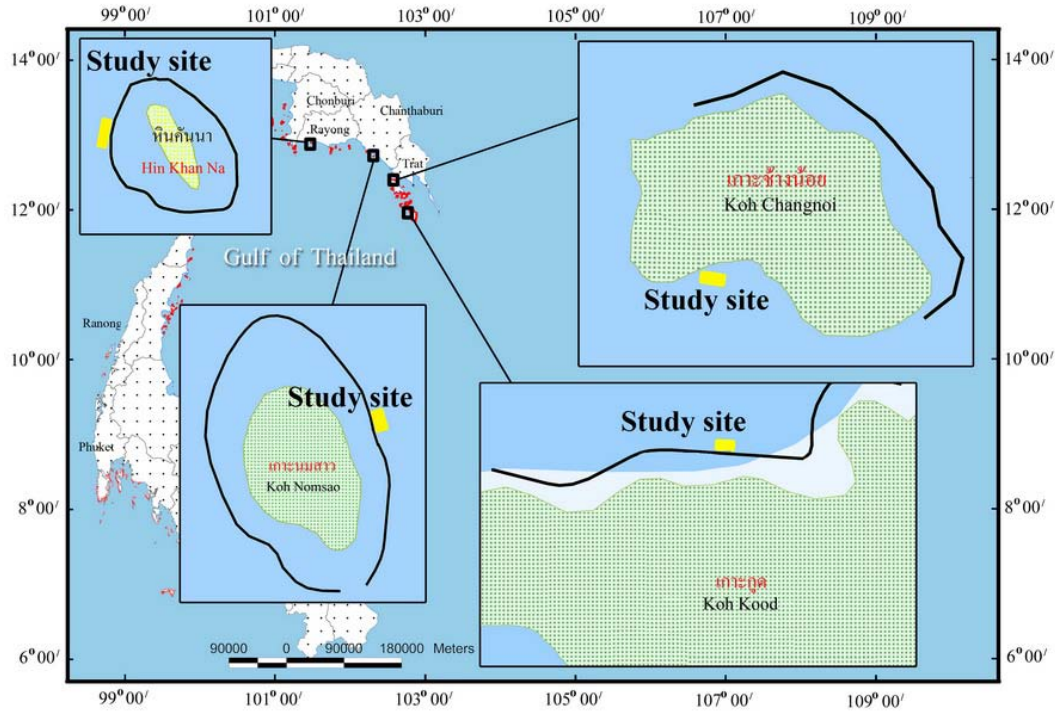 99°00′ 101°00′ 103°00′ 105°00′ 107°00′ 109°00′
14°00′
14°00′
Study site
หินคันนา
Hin Khan Na
Chonburi
Chanthaburi
Rayong
Trat
เกาะช้างน้อย
Koh Changnoi
Study site
12°00′
12°00′
Gulf of Thailand
Ranong
10°00′
10°00′
Study site
เกาะนมสาว
Koh Nomsao
Study site
Phuket
8°00′
8°00′
เกาะกูด
Koh Kood
90000 0 90000 180000 Meters
6°00′
6°00′
99°00′ 101°00′ 103°00′ 105°00′ 107°00′ 109°00′